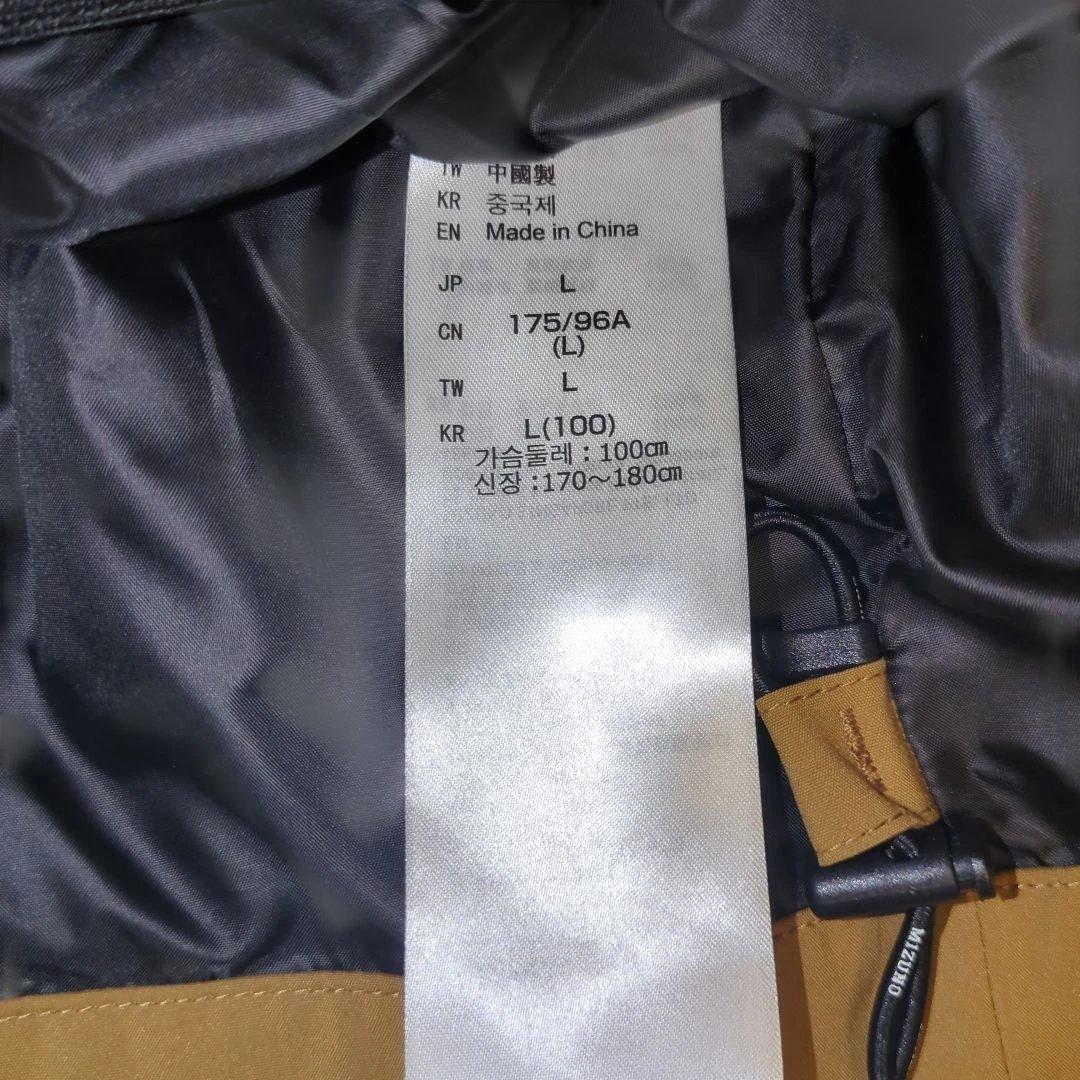 TW 中國製
KR 중국제
EN Made in China
JP L
CN 175/96A
(L)
TW L
KR L(100)
가슴둘레 : 100㎝
신장 :170～180㎝
MIZUNO